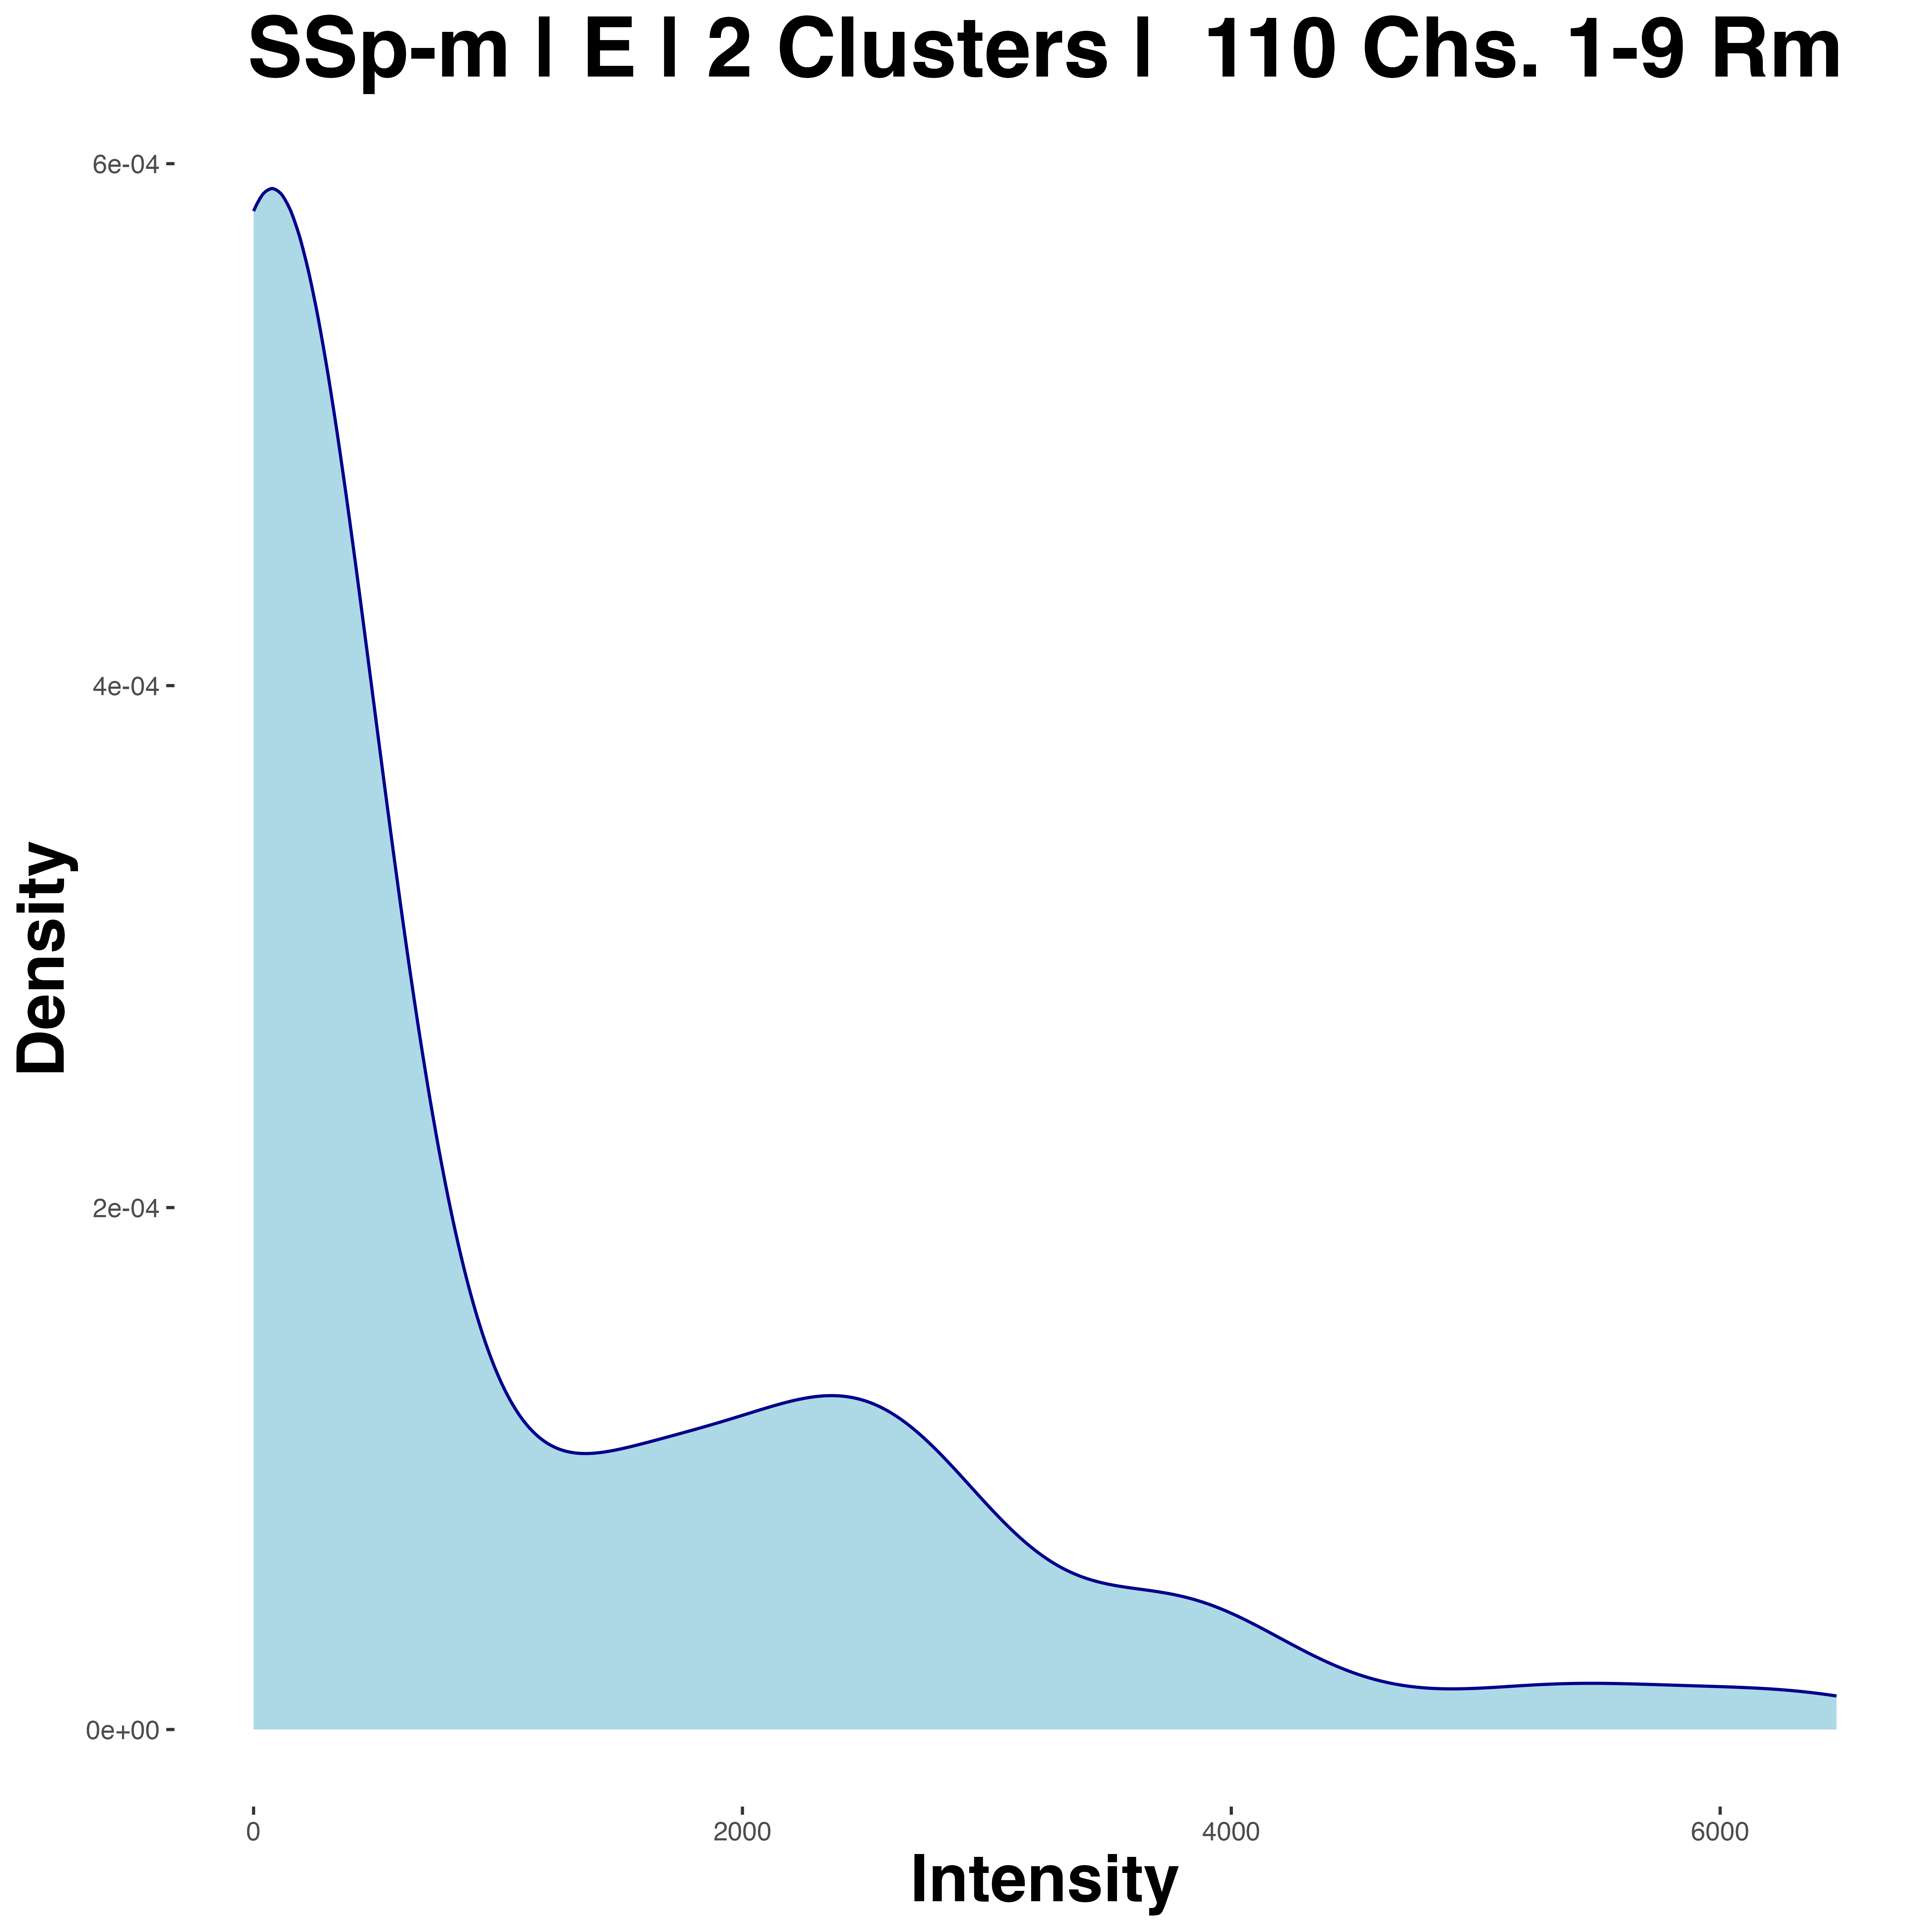 SSp-m | E | 2 Clusters |  110 Chs. 1-9 Rm
6e-04
4e-04
2e-04
0e+00
Density
0 2000 4000 6000
Intensity